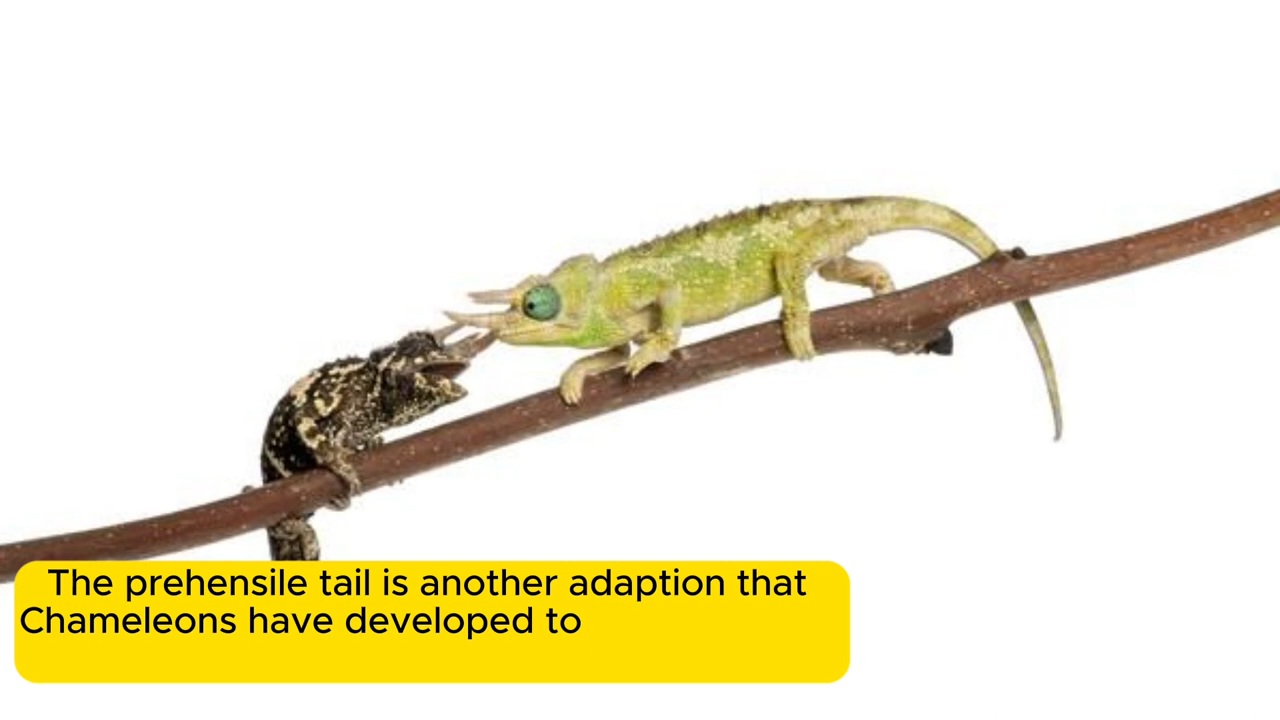 The prehensile tail is another adaption that
Chameleons have developed to